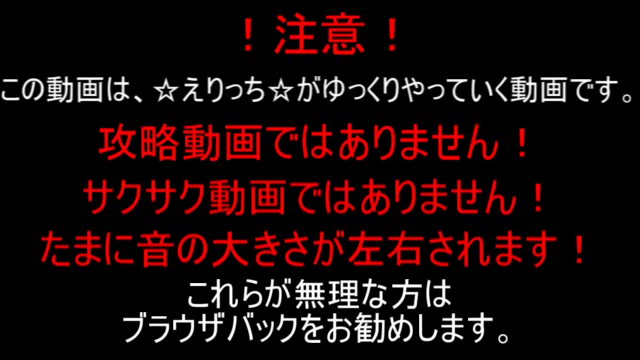 ！注意！
この動画は、☆えりっち☆がゆっくりやっていく動画です。
攻略動画ではありません！
サクサク動画ではありません！
たまに音の大きさが左右されます！
これらが無理な方は
ブラウザバックをお勧めします。